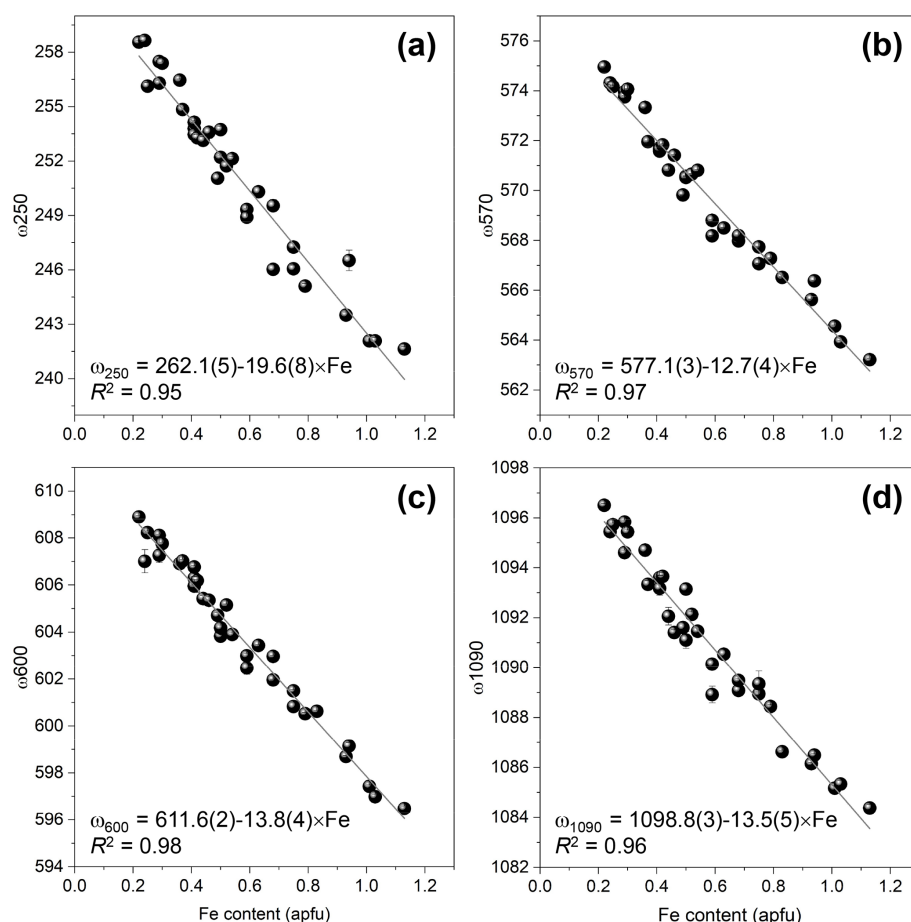 (a)
ω250
258
255
252
249
246
243
240
ω250 = 262.1(5)-19.6(8)×Fe
R² = 0.95
0.0 0.2 0.4 0.6 0.8 1.0 1.2
(b)
ω570
576
574
572
570
568
566
564
562
ω570 = 577.1(3)-12.7(4)×Fe
R² = 0.97
0.0 0.2 0.4 0.6 0.8 1.0 1.2
(c)
ω600
610
608
606
604
602
600
598
596
594
ω600 = 611.6(2)-13.8(4)×Fe
R² = 0.98
0.0 0.2 0.4 0.6 0.8 1.0 1.2
Fe content (apfu)
(d)
ω1090
1098
1096
1094
1092
1090
1088
1086
1084
1082
ω1090 = 1098.8(3)-13.5(5)×Fe
R² = 0.96
0.0 0.2 0.4 0.6 0.8 1.0 1.2
Fe content (apfu)